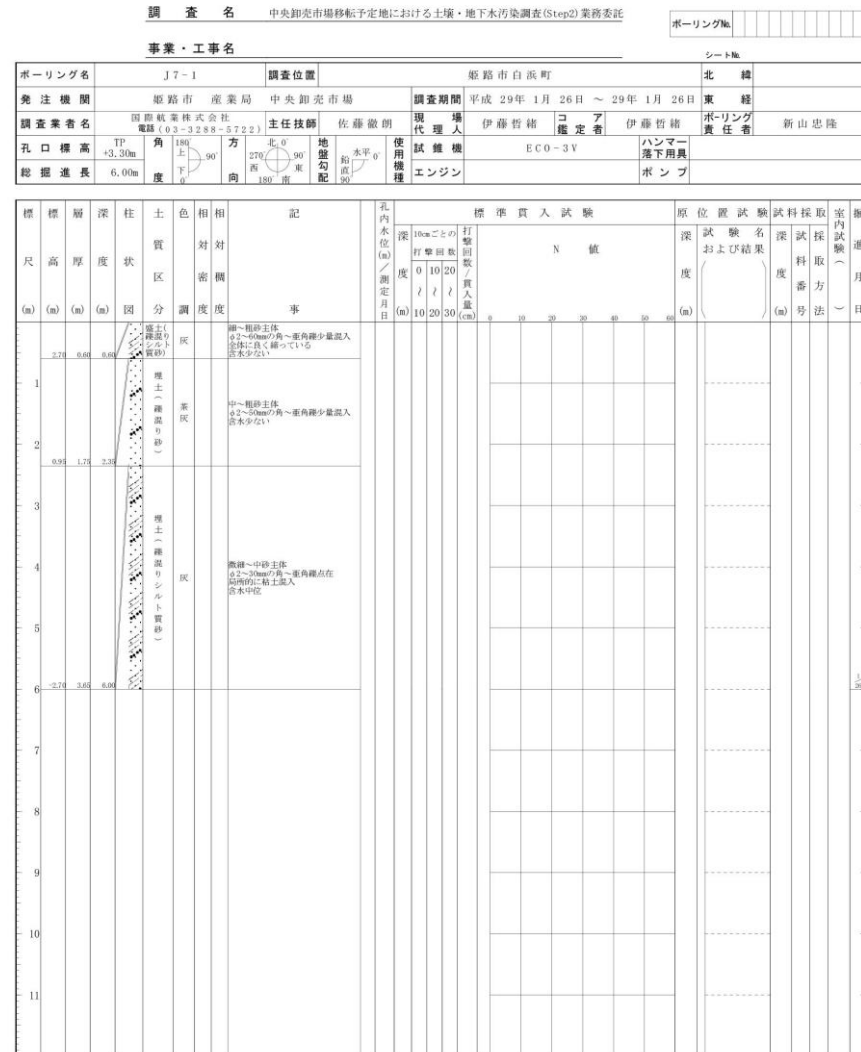 調査名 中央卸売市場移転予定地における土壌・地下水汚染調査(Step2)業務委託
ボーリングNo.
事業・工事名
シートNo.
ボーリング名 J7-1 調査位置 姫路市白浜町 北緯
発注機関 姫路市 産業局 中央卸売市場 調査期間 平成 29年 1月 26日 ～ 29年 1月 26日 東経
調査業者名 国際航業株式会社 電話(03-3288-5722) 主任技師 佐藤徹朗 現場代理人 伊藤哲緒 コア鑑定者 伊藤哲緒 ボーリング責任者 新山忠隆
孔口標高 TP +3.30m 角度 180° 上 90° 下 0° 方向 北 0° 270° 西 90° 東 180° 南 地盤勾配 水平 0° 鉛直 90° 使用機種 試錐機 ECO-3V ハンマー落下用具
総掘進長 6.00m エンジン ポンプ
標尺(m) 標高(m) 層厚(m) 深度(m) 柱状図 土質区分 色調 相対密度 相対稠度 記事 孔内水位(m)/測定月日 標準貫入試験 深度(m) 10cmごとの打撃回数 0～10 10～20 20～30 打撃回数/貫入量(cm) N値 0 10 20 30 40 50 60 原位置試験 深度(m) 試験名および結果 試料採取 深度(m) 試料番号 採取方法 室内試験( ) 掘進月日
盛土(礫混りシルト質砂) 灰 細～粗砂主体
φ2～60mmの角～亜角礫少量混入
全体に良く締っている
含水少ない
2.70 0.60 0.60
1
埋土(礫混り砂) 茶灰 中～粗砂主体
φ2～50mmの角～亜角礫少量混入
含水少ない
2
0.95 1.75 2.35
3
4
埋土(礫混りシルト質砂) 灰 微細～中砂主体
φ2～30mmの角～亜角礫点在
局所的に粘土混入
含水中位
5
6 -2.70 3.65 6.00
7
8
9
10
11